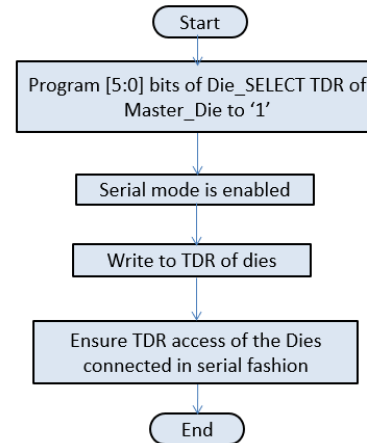 Start
Program [5:0] bits of Die_SELECT TDR of
Master_Die to ‘1’
Serial mode is enabled
Write to TDR of dies
Ensure TDR access of the Dies
connected in serial fashion
End